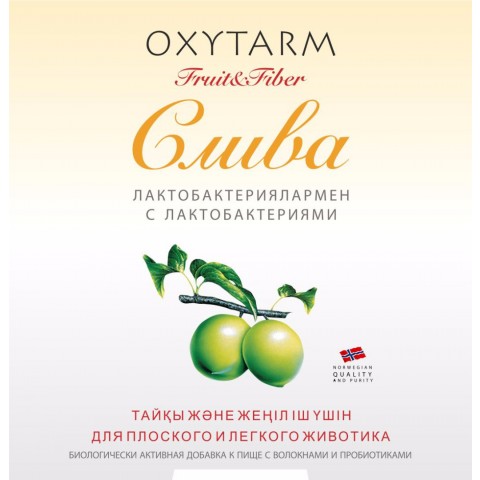 OXYTARM
Fruit&Fiber
Слива
ЛАКТОБАКТЕРИЯЛАРМЕН
С ЛАКТОБАКТЕРИЯМИ
NORWEGIAN
QUALITY
AND PURITY
ТАЙҚЫ ЖӘНЕ ЖЕҢІЛ ІШ ҮШІН
ДЛЯ ПЛОСКОГО И ЛЕГКОГО ЖИВОТИКА
БИОЛОГИЧЕСКИ АКТИВНАЯ ДОБАВКА К ПИЩЕ С ВОЛОКНАМИ И ПРОБИОТИКАМИ